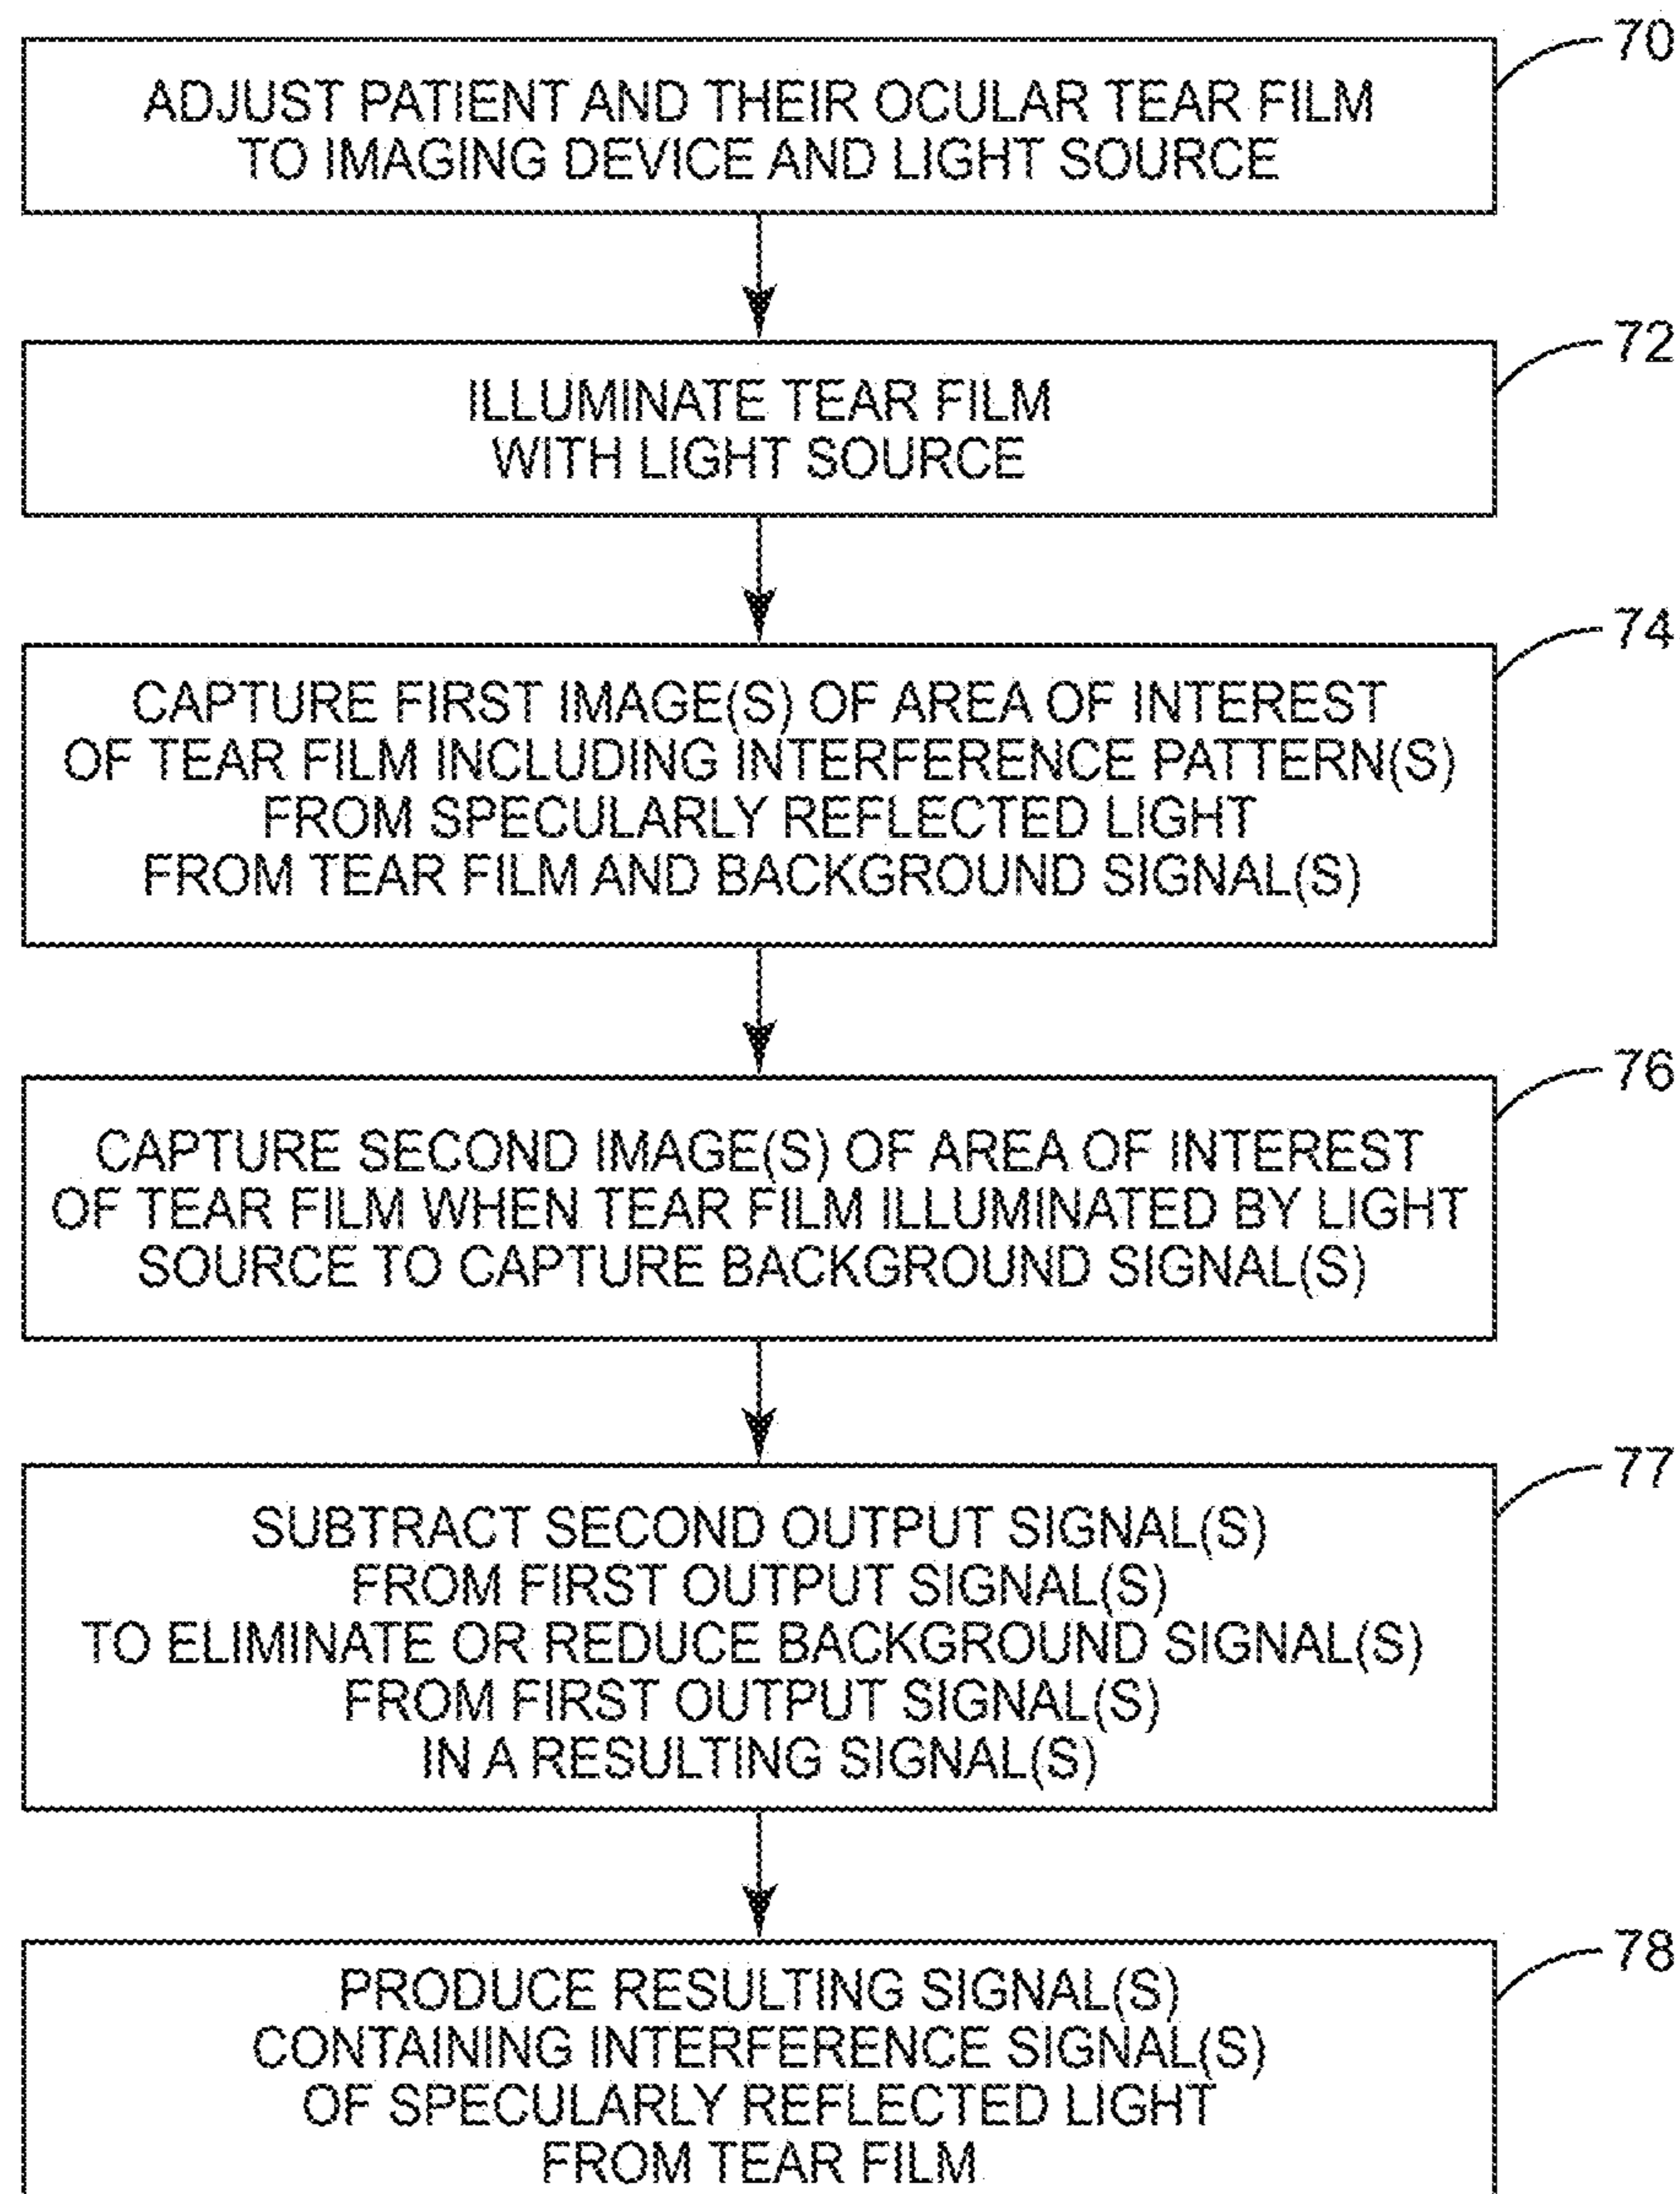 70
ADJUST PATIENT AND THEIR OCULAR TEAR FILM
TO IMAGING DEVICE AND LIGHT SOURCE
72
ILLUMINATE TEAR FILM
WITH LIGHT SOURCE
74
CAPTURE FIRST IMAGE(S) OF AREA OF INTEREST
OF TEAR FILM INCLUDING INTERFERENCE PATTERN(S)
FROM SPECULARLY REFLECTED LIGHT
FROM TEAR FILM AND BACKGROUND SIGNAL(S)
76
CAPTURE SECOND IMAGE(S) OF AREA OF INTEREST
OF TEAR FILM WHEN TEAR FILM ILLUMINATED BY LIGHT
SOURCE TO CAPTURE BACKGROUND SIGNAL(S)
77
SUBTRACT SECOND OUTPUT SIGNAL(S)
FROM FIRST OUTPUT SIGNAL(S)
TO ELIMINATE OR REDUCE BACKGROUND SIGNAL(S)
FROM FIRST OUTPUT SIGNAL(S)
IN A RESULTING SIGNAL(S)
78
PRODUCE RESULTING SIGNAL(S)
CONTAINING INTERFERENCE SIGNAL(S)
OF SPECULARLY REFLECTED LIGHT
FROM TEAR FILM